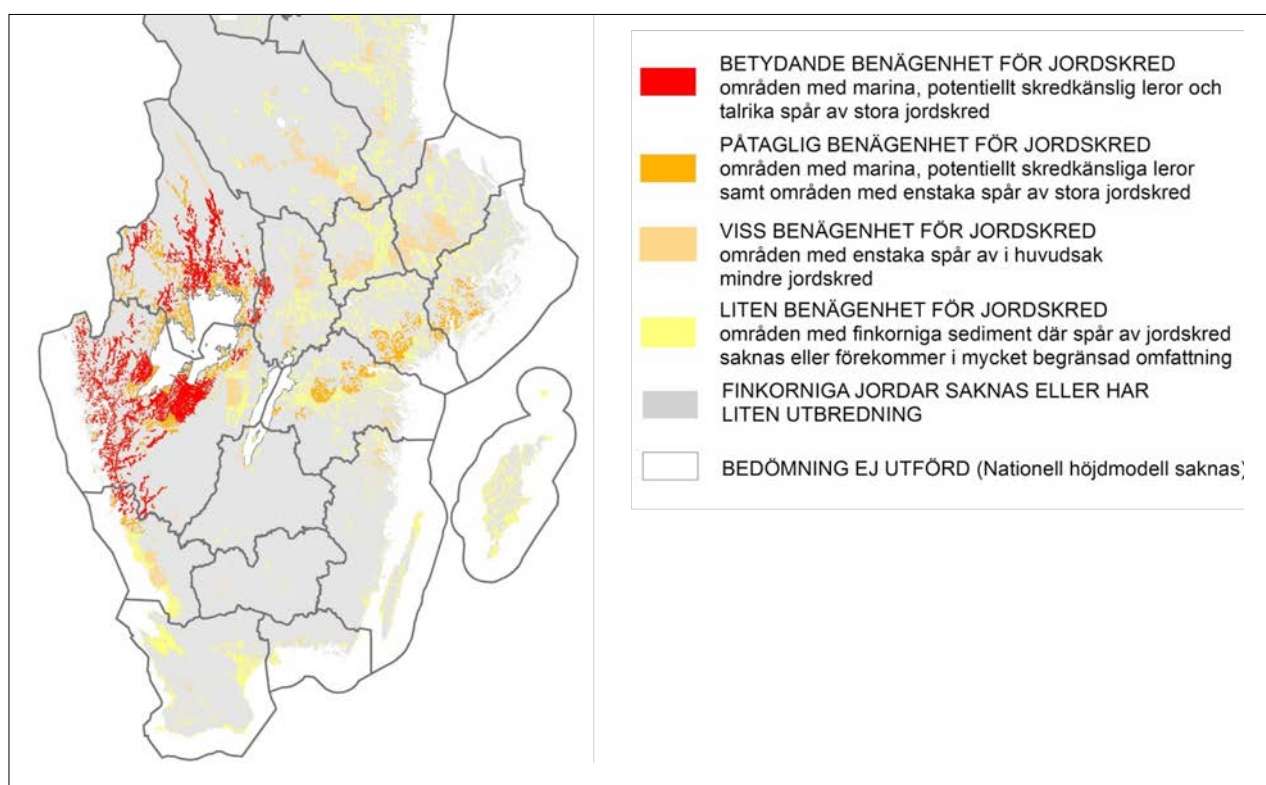 BETYDANDE BENÄGENHET FÖR JORDSKRED
områden med marina, potentiellt skredkänslig leror och
talrika spår av stora jordskred
PÅTAGLIG BENÄGENHET FÖR JORDSKRED
områden med marina, potentiellt skredkänsliga leror
samt områden med enstaka spår av stora jordskred
VISS BENÄGENHET FÖR JORDSKRED
områden med enstaka spår av i huvudsak
mindre jordskred
LITEN BENÄGENHET FÖR JORDSKRED
områden med finkorniga sediment där spår av jordskred
saknas eller förekommer i mycket begränsad omfattning
FINKORNIGA JORDAR SAKNAS ELLER HAR
LITEN UTBREDNING
BEDÖMNING EJ UTFÖRD (Nationell höjdmodell saknas)